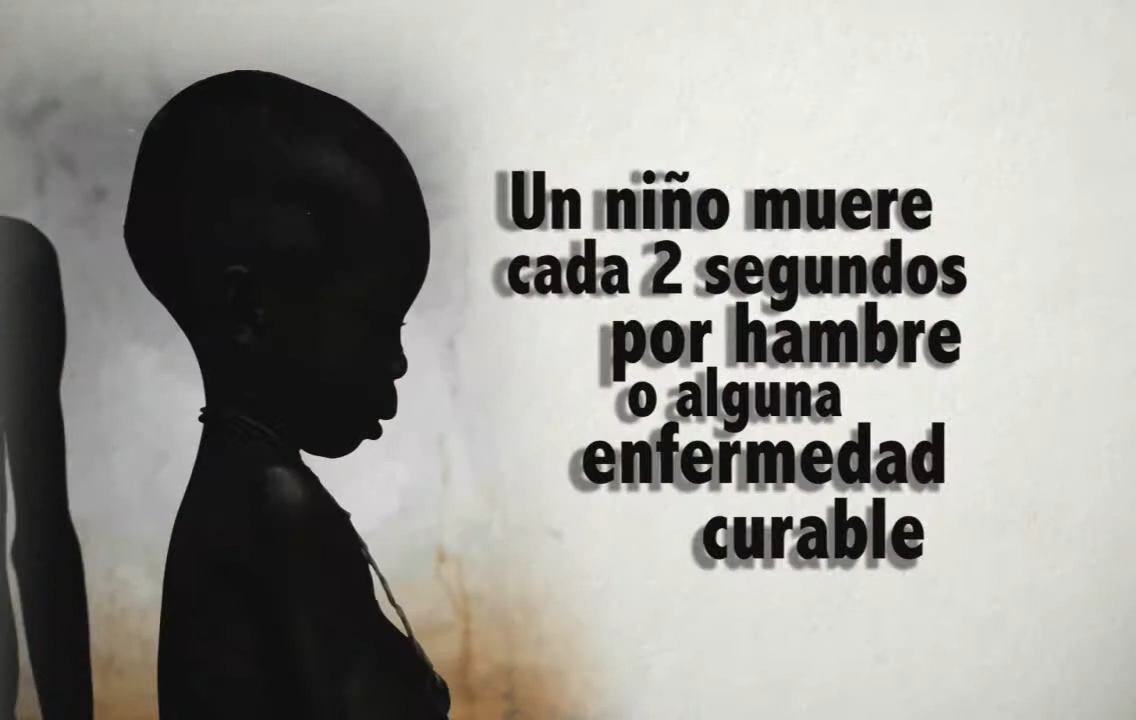 Un niño muere
cada 2 segundos
por hambre
o alguna
enfermedad
curable